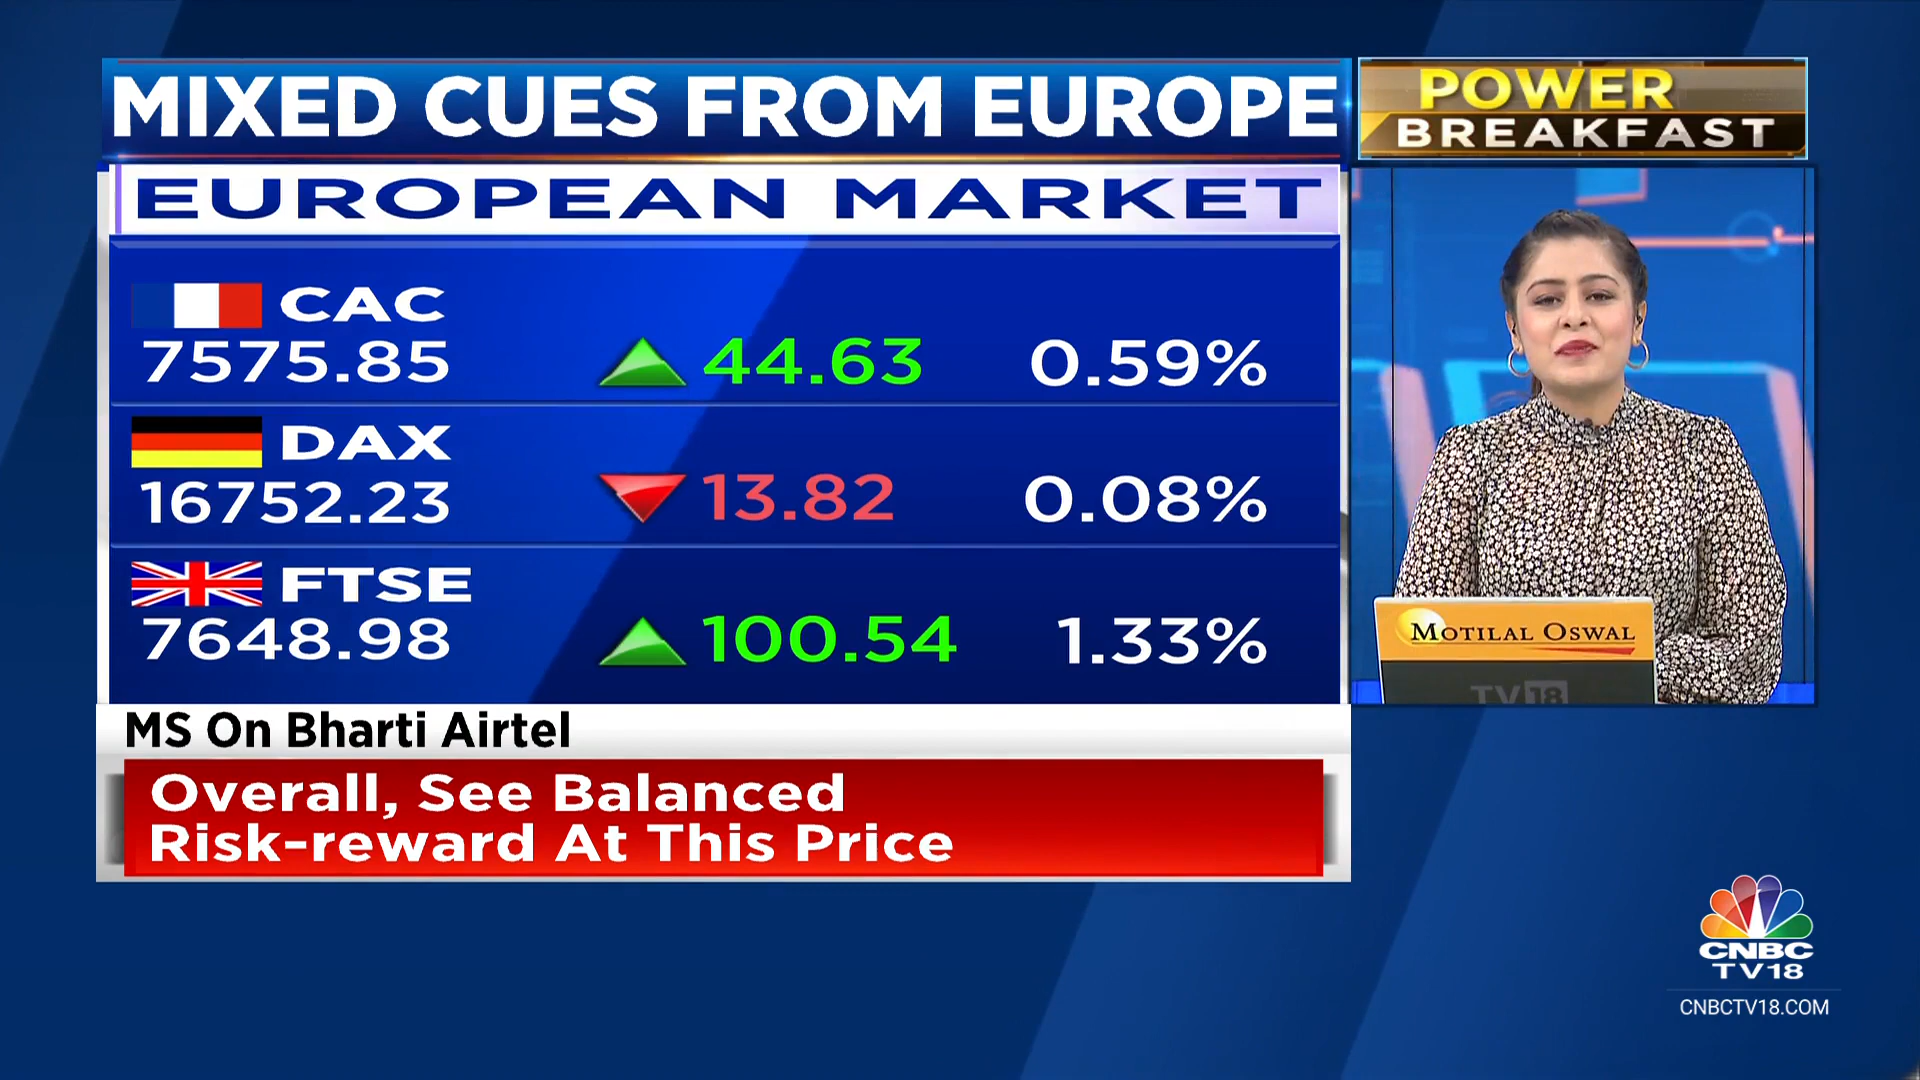 MIXED CUES FROM EUROPE
POWER
BREAKFAST
EUROPEAN MARKET
CAC
7575.85 44.63 0.59%
DAX
16752.23 13.82 0.08%
FTSE
7648.98 100.54 1.33%
MOTILAL OSWAL
TV18
MS On Bharti Airtel
Overall, See Balanced
Risk-reward At This Price
CNBC
TV18
CNBCTV18.COM